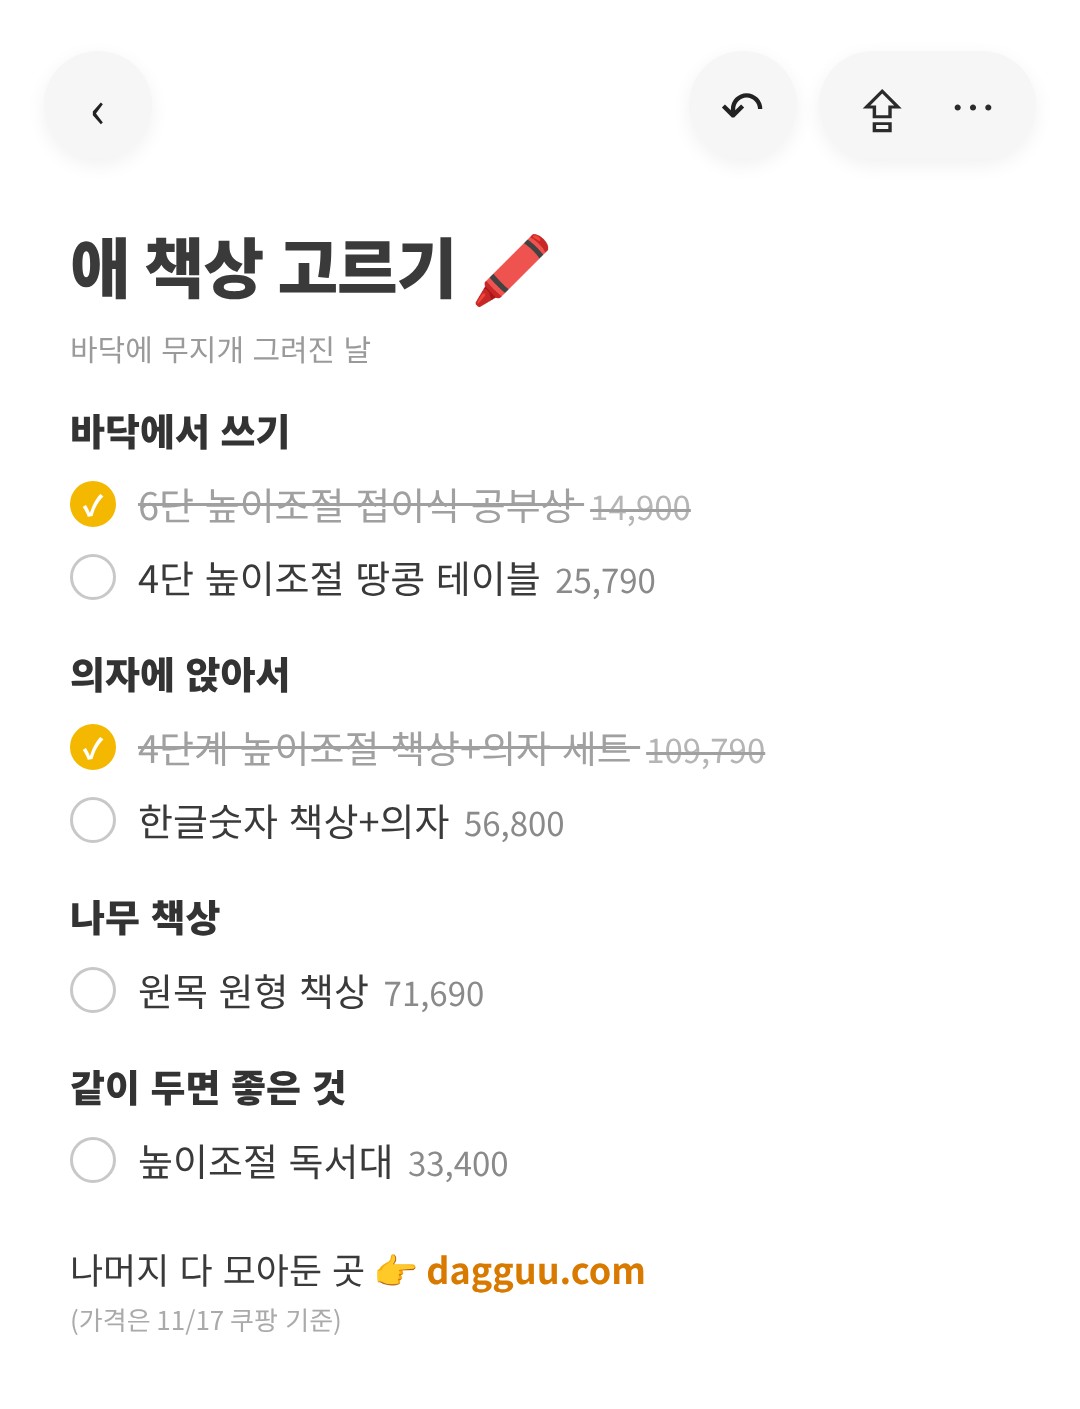 애 책상 고르기 🖍️
바닥에 무지개 그려진 날
바닥에서 쓰기
6단 높이조절 접이식 공부상 14,900
4단 높이조절 땅콩 테이블 25,790
의자에 앉아서
4단계 높이조절 책상+의자 세트 109,790
한글숫자 책상+의자 56,800
나무 책상
원목 원형 책상 71,690
같이 두면 좋은 것
높이조절 독서대 33,400
나머지 다 모아둔 곳 👉 dagguu.com
(가격은 11/17 쿠팡 기준)